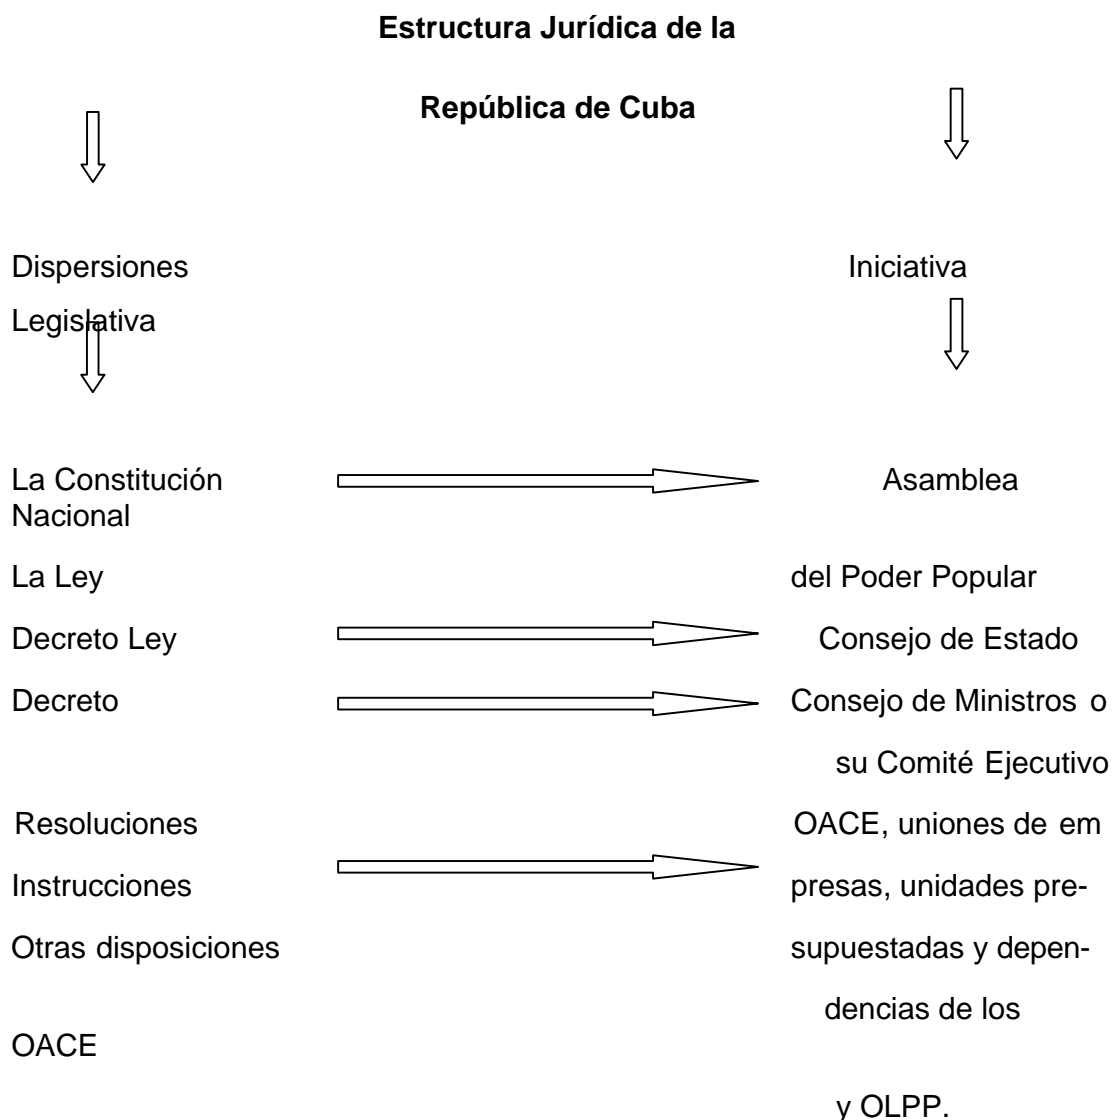 Estructura Jurídica de la
República de Cuba
Dispersiones Iniciativa
Legislativa
La Constitución Asamblea
Nacional
La Ley del Poder Popular
Decreto Ley Consejo de Estado
Decreto Consejo de Ministros o
su Comité Ejecutivo
Resoluciones OACE, uniones de em
Instrucciones presas, unidades pre-
Otras disposiciones supuestadas y depen-
dencias de los
OACE
y OLPP.